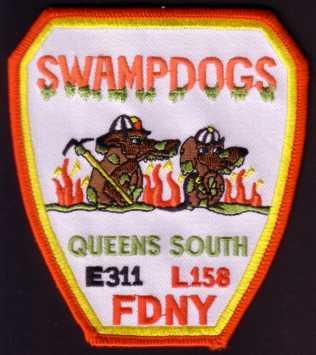 SWAMPDOGS
QUEENS SOUTH
E311 L158
FDNY